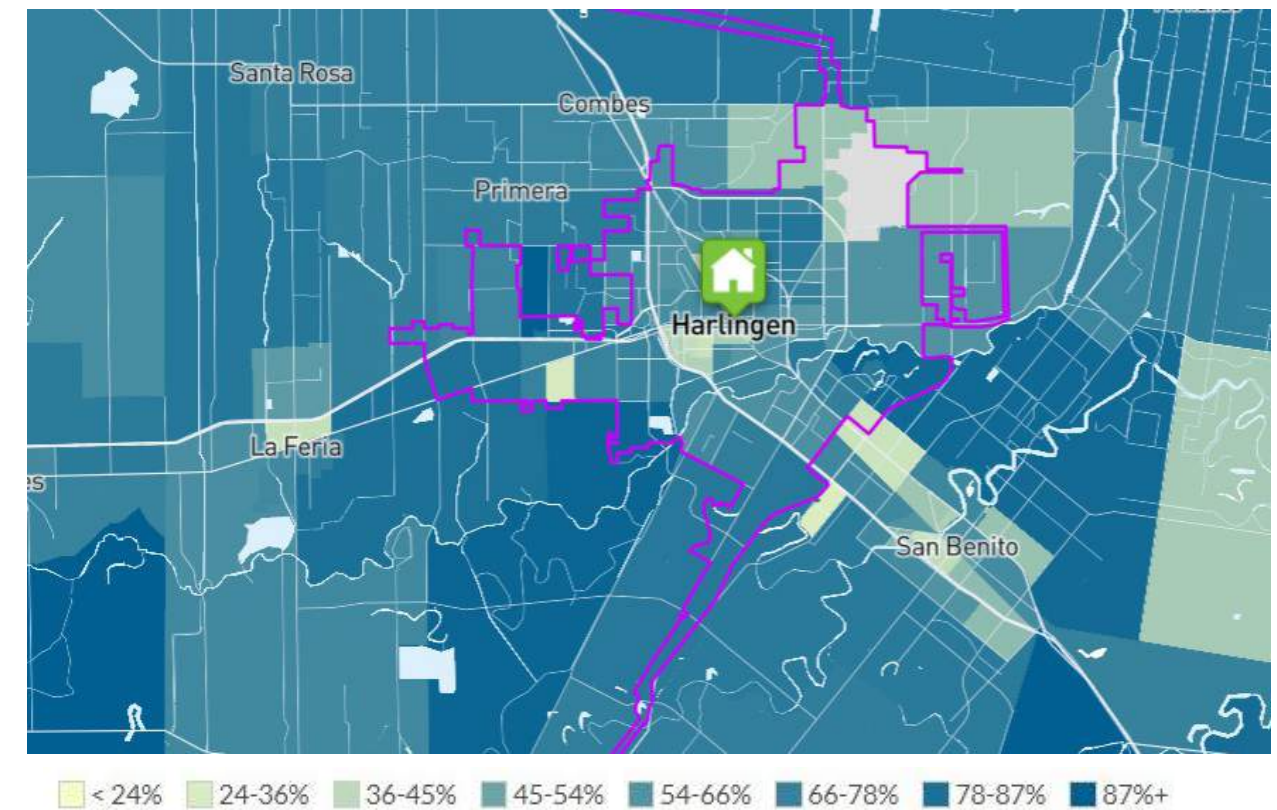 Santa Rosa
Combes
Primera
Harlingen
La Feria
es
San Benito
< 24% 24-36% 36-45% 45-54% 54-66% 66-78% 78-87% 87%+